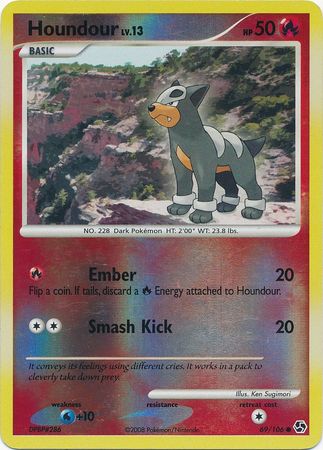 Houndour LV.13 HP 50
BASIC
NO. 228 Dark Pokémon HT: 2'00" WT: 23.8 lbs.
Ember 20
Flip a coin. If tails, discard a Energy attached to Houndour.
Smash Kick 20
It conveys its feelings using different cries. It works in a pack to
cleverly take down prey.
Illus. Ken Sugimori
weakness resistance retreat cost
+10
DPBP#286 ©2008 Pokémon/Nintendo 69/106